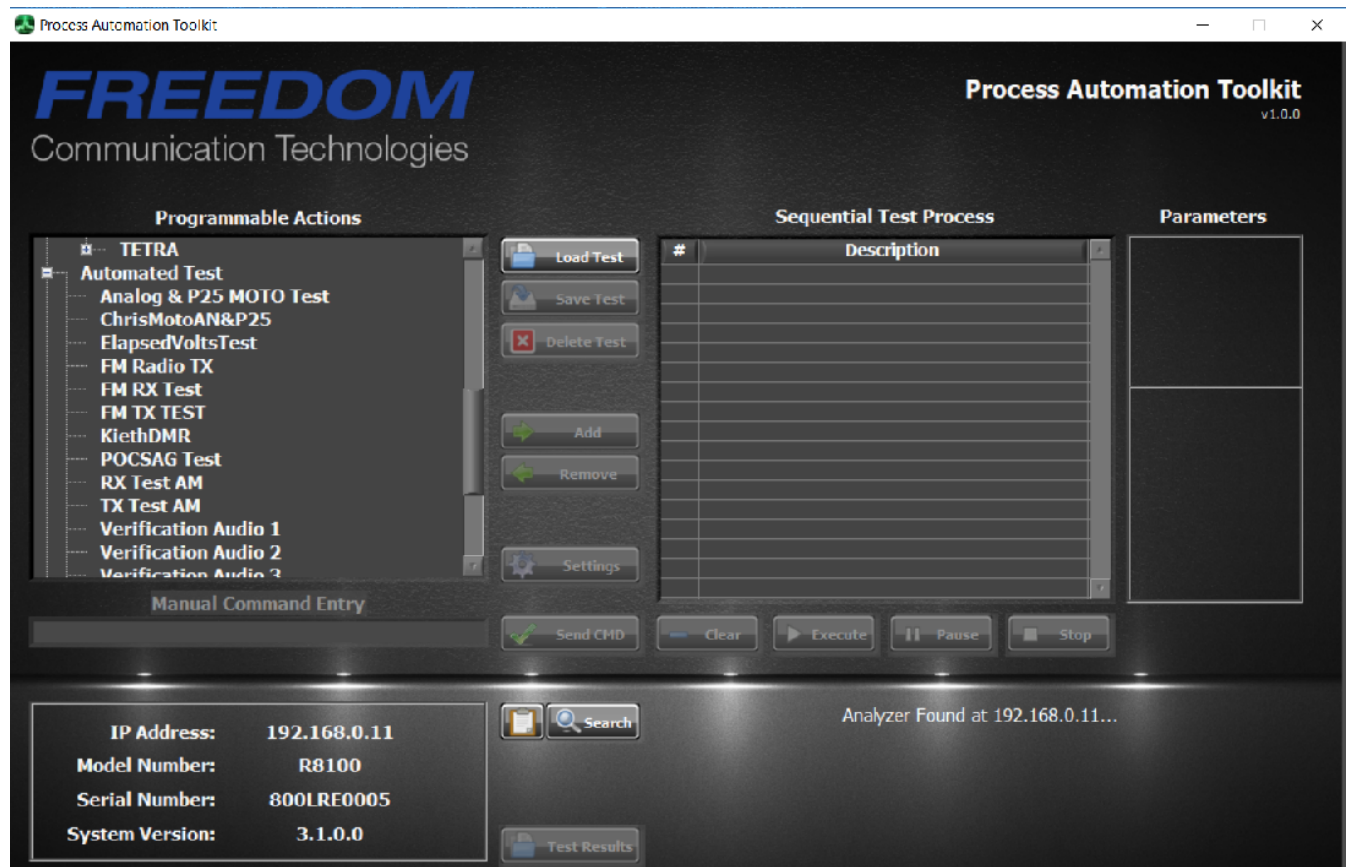 Process Automation Toolkit
FREEDOM
Communication Technologies
Process Automation Toolkit
v1.0.0
Programmable Actions
TETRA
Automated Test
Analog & P25 MOTO Test
ChrisMotoAN&P25
ElapsedVoltsTest
FM Radio TX
FM RX Test
FM TX TEST
KiethDMR
POCSAG Test
RX Test AM
TX Test AM
Verification Audio 1
Verification Audio 2
Verification Audio 3
Manual Command Entry
Load Test
Save Test
Delete Test
Add
Remove
Settings
Send CMD
Sequential Test Process
# Description
Clear Execute Pause Stop
Parameters
IP Address: 192.168.0.11
Model Number: R8100
Serial Number: 800LRE0005
System Version: 3.1.0.0
Search
Test Results
Analyzer Found at 192.168.0.11...